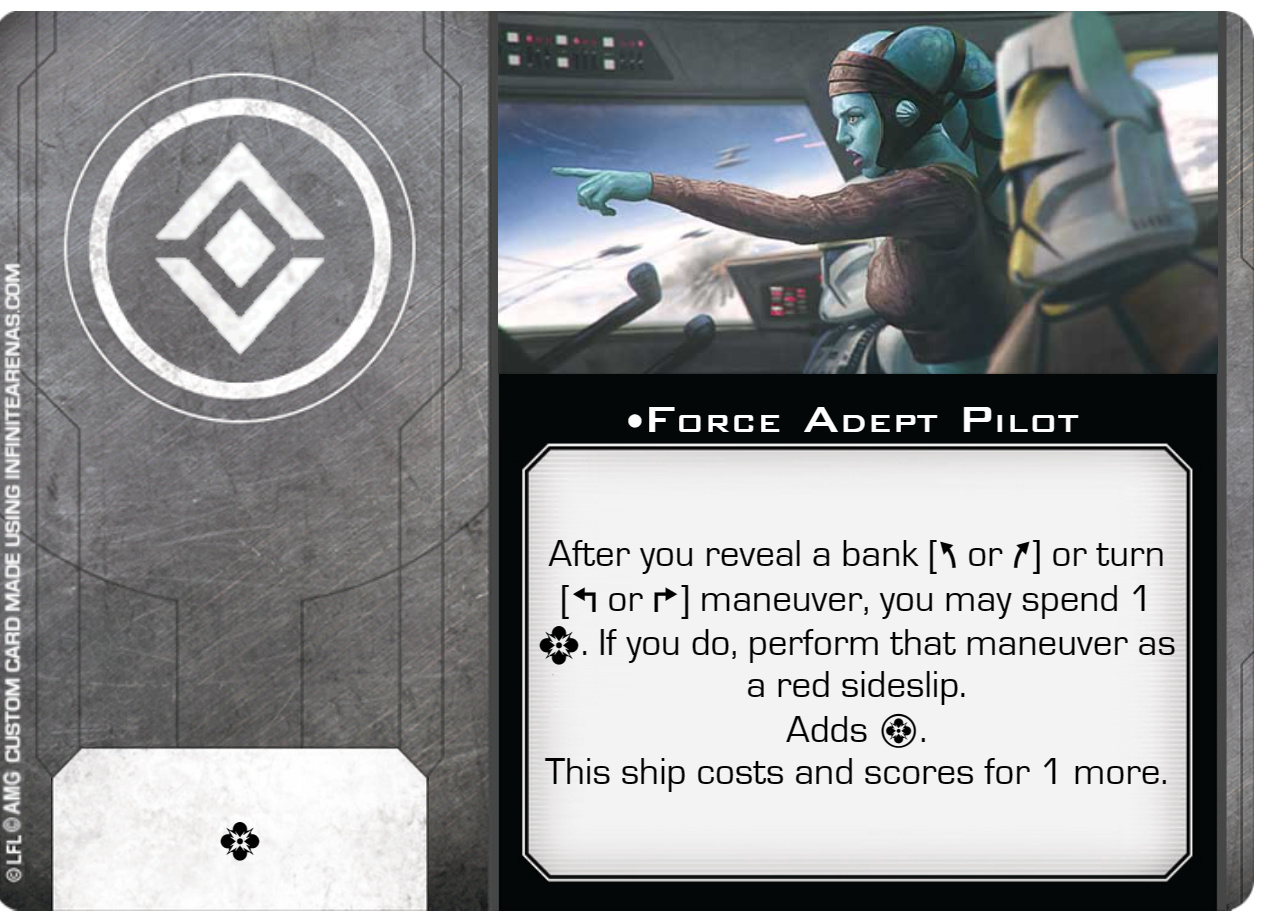 ©LFL ©AMG CUSTOM CARD MADE USING INFINITEARENAS.COM
•Force Adept Pilot
After you reveal a bank [↖ or ↗] or turn
[↰ or ↱] maneuver, you may spend 1
. If you do, perform that maneuver as
a red sideslip.
Adds .
This ship costs and scores for 1 more.